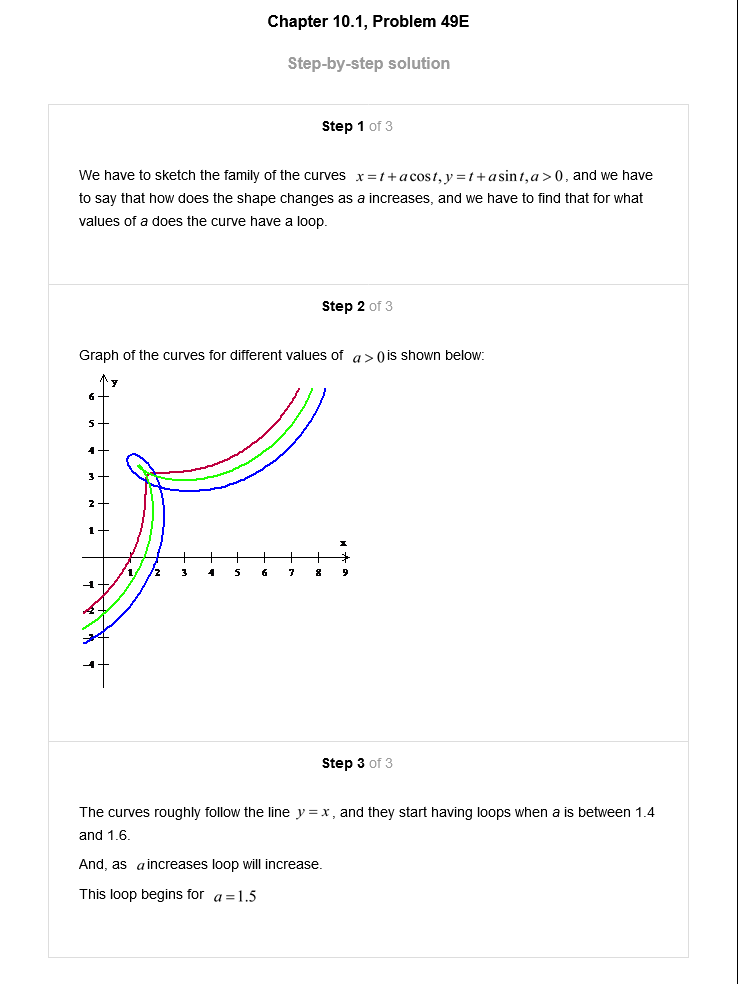 Chapter 10.1, Problem 49E
Step-by-step solution
Step 1 of 3
We have to sketch the family of the curves x = t + a cos t, y = t + a sin t, a > 0, and we have
to say that how does the shape changes as a increases, and we have to find that for what
values of a does the curve have a loop.
Step 2 of 3
Graph of the curves for different values of a > 0 is shown below:
y
6
5
4
3
2
1
x
1 2 3 4 5 6 7 8 9
-1
-2
-3
-4
Step 3 of 3
The curves roughly follow the line y = x, and they start having loops when a is between 1.4
and 1.6.
And, as a increases loop will increase.
This loop begins for a = 1.5